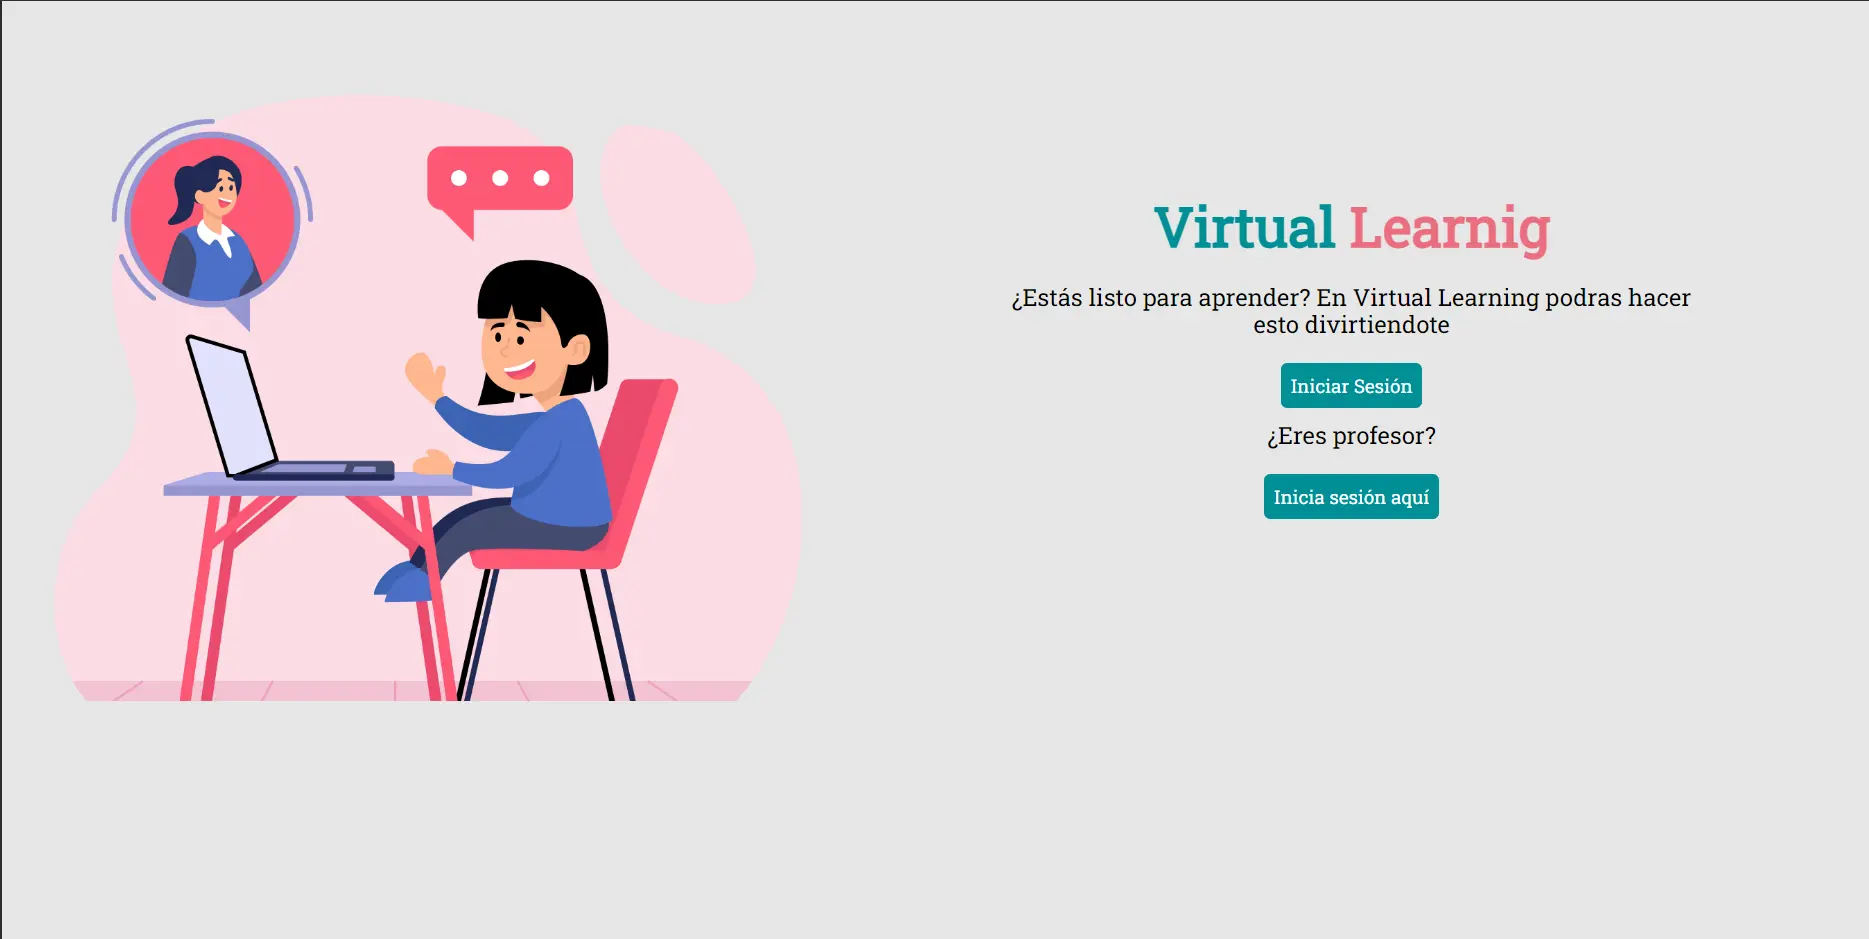 Virtual Learnig
¿Estás listo para aprender? En Virtual Learning podras hacer
esto divirtiendote
Iniciar Sesión
¿Eres profesor?
Inicia sesión aquí